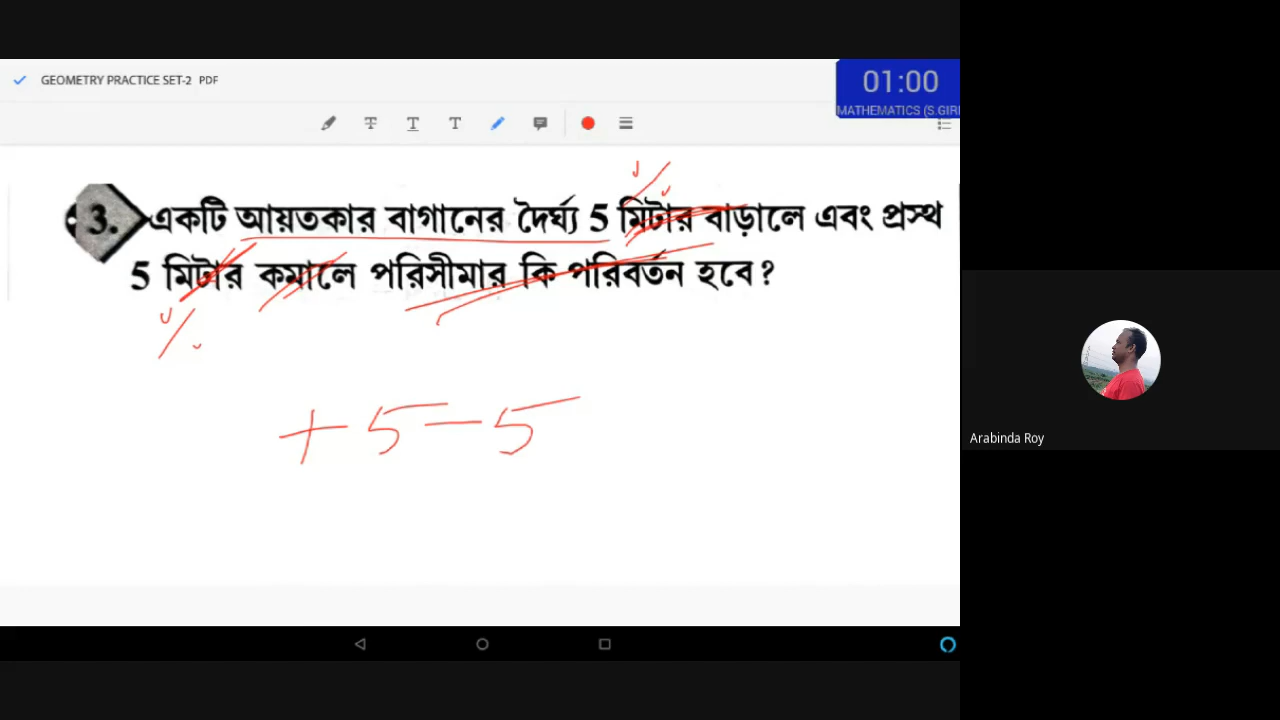 GEOMETRY PRACTICE SET-2 PDF
01:00
MATHEMATICS (S.GIRI
T T T
3. একটি আয়তকার বাগানের দৈর্ঘ্য 5 মিটার বাড়ালে এবং প্রস্থ
5 মিটার কমালে পরিসীমার কি পরিবর্তন হবে?
%
%
+5-5
Arabinda Roy